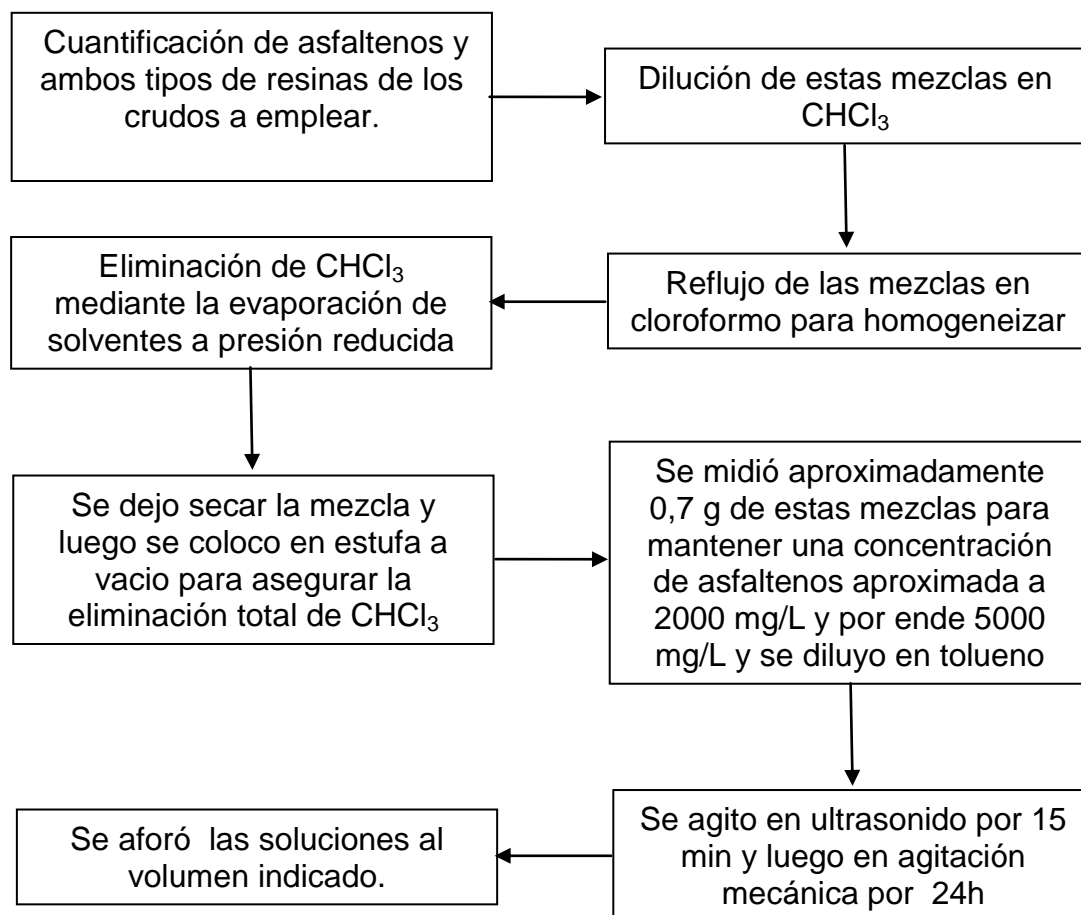 Cuantificación de asfaltenos y
ambos tipos de resinas de los
crudos a emplear.
Dilución de estas mezclas en
CHCl₃
Reflujo de las mezclas en
cloroformo para homogeneizar
Eliminación de CHCl₃
mediante la evaporación de
solventes a presión reducida
Se dejo secar la mezcla y
luego se coloco en estufa a
vacio para asegurar la
eliminación total de CHCl₃
Se midió aproximadamente
0,7 g de estas mezclas para
mantener una concentración
de asfaltenos aproximada a
2000 mg/L y por ende 5000
mg/L y se diluyo en tolueno
Se agito en ultrasonido por 15
min y luego en agitación
mecánica por 24h
Se aforó las soluciones al
volumen indicado.